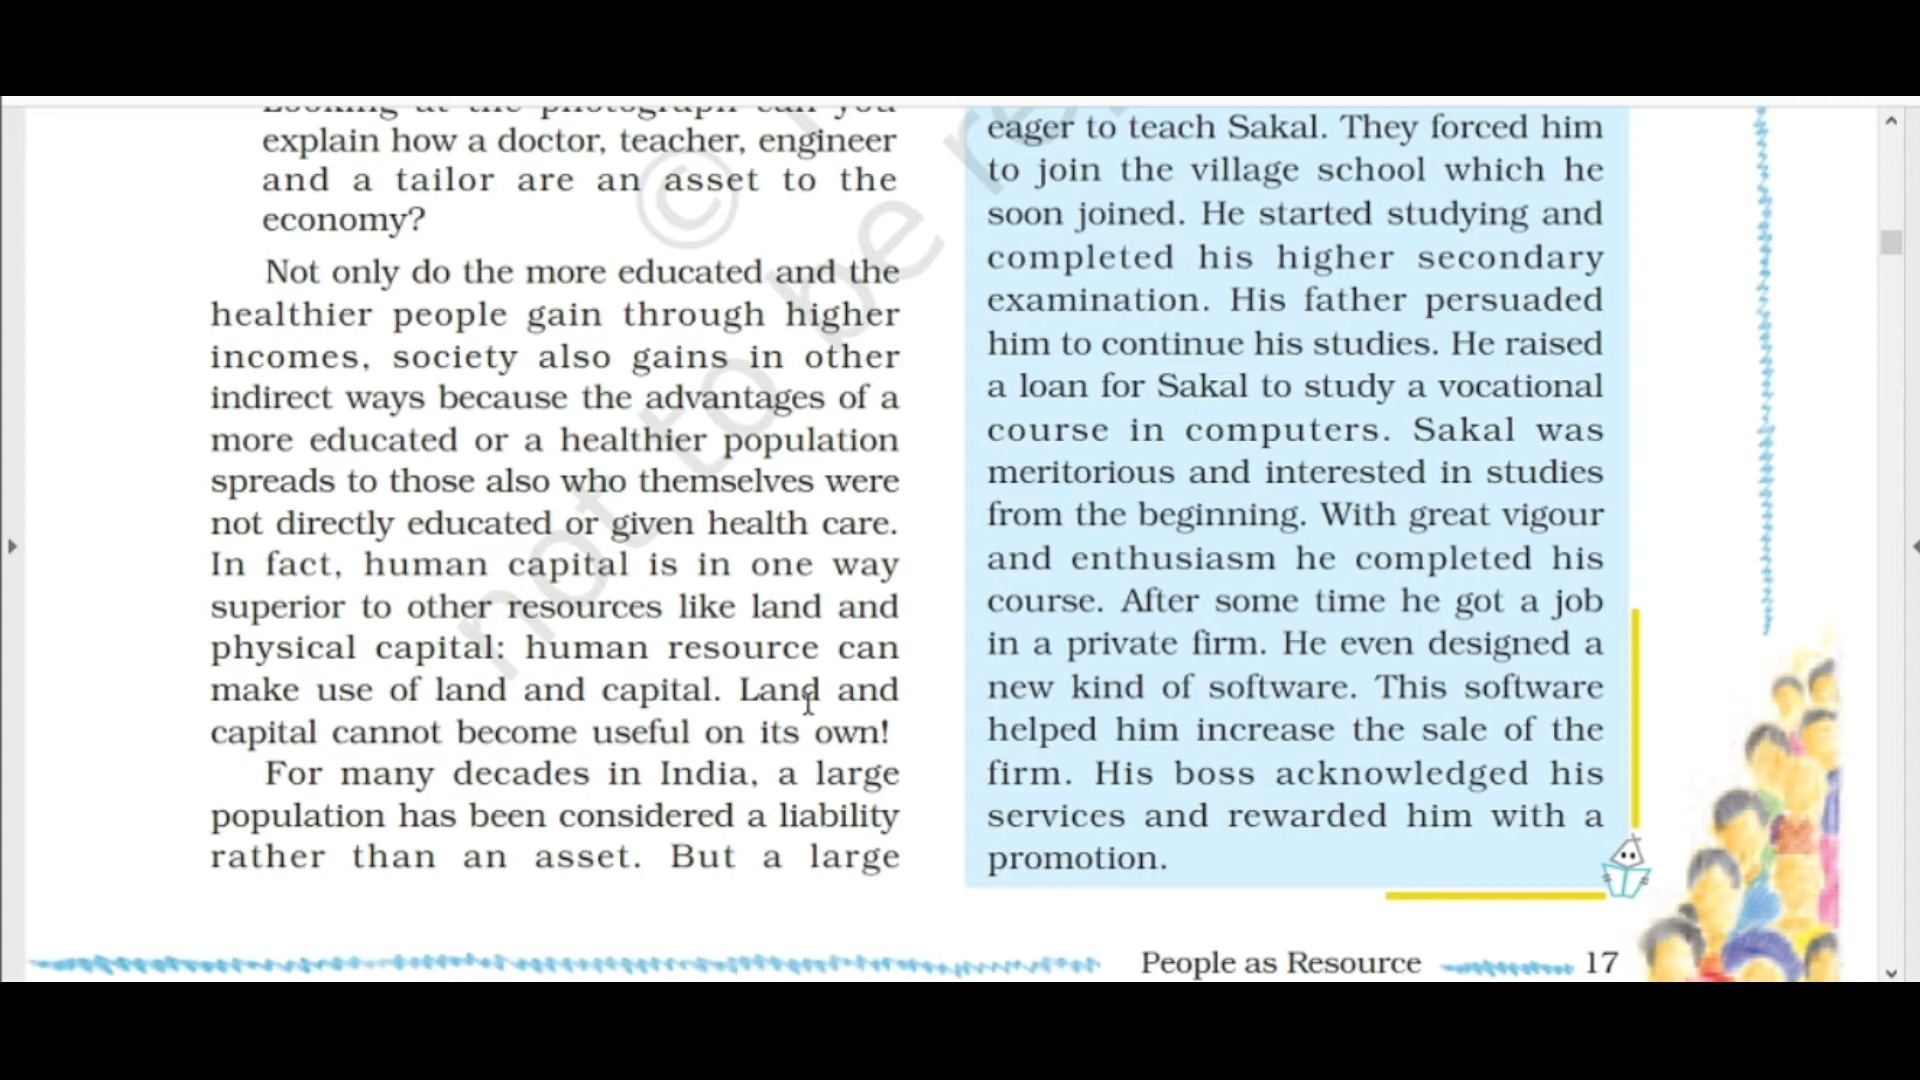 Looking at the photograph can you
explain how a doctor, teacher, engineer
and a tailor are an asset to the
economy?
Not only do the more educated and the
healthier people gain through higher
incomes, society also gains in other
indirect ways because the advantages of a
more educated or a healthier population
spreads to those also who themselves were
not directly educated or given health care.
In fact, human capital is in one way
superior to other resources like land and
physical capital: human resource can
make use of land and capital. Land and
capital cannot become useful on its own!
For many decades in India, a large
population has been considered a liability
rather than an asset. But a large
eager to teach Sakal. They forced him
to join the village school which he
soon joined. He started studying and
completed his higher secondary
examination. His father persuaded
him to continue his studies. He raised
a loan for Sakal to study a vocational
course in computers. Sakal was
meritorious and interested in studies
from the beginning. With great vigour
and enthusiasm he completed his
course. After some time he got a job
in a private firm. He even designed a
new kind of software. This software
helped him increase the sale of the
firm. His boss acknowledged his
services and rewarded him with a
promotion.
People as Resource 17
© 
not to be re